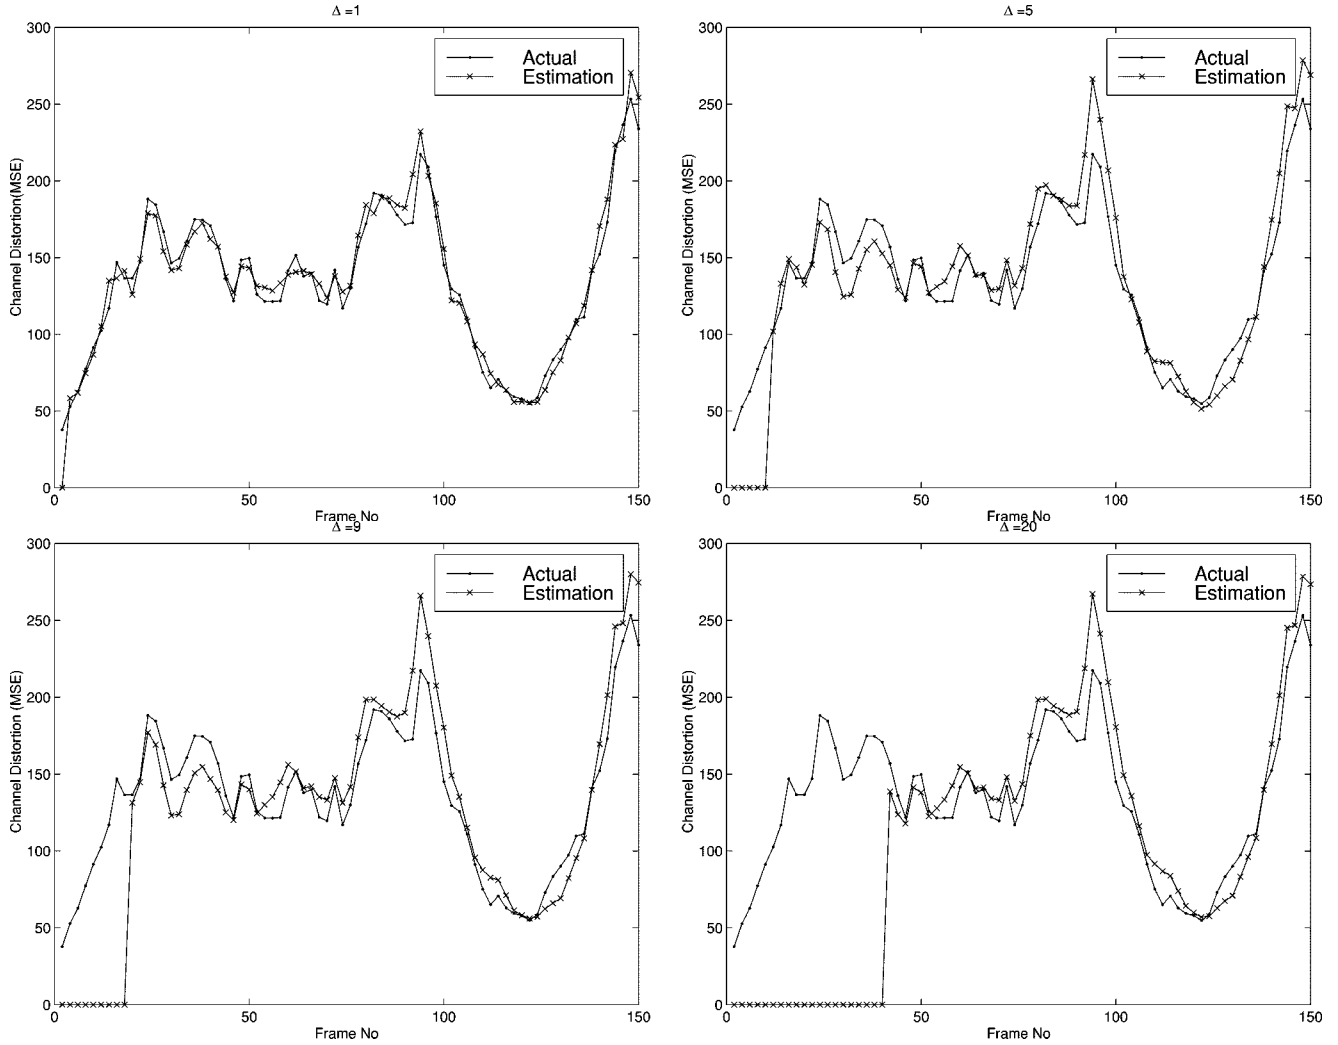 Δ =1
300
250
200
150
100
50
0
0
50
100
150
Channel Distortion(MSE)
Frame No
Actual
Estimation
Δ =5
300
250
200
150
100
50
0
0
50
100
150
Channel Distortion (MSE)
Frame No
Actual
Estimation
Δ =9
300
250
200
150
100
50
0
0
50
100
150
Channel Distortion (MSE)
Frame No
Actual
Estimation
Δ =20
300
250
200
150
100
50
0
0
50
100
150
Channel Distortion (MSE)
Frame No
Actual
Estimation